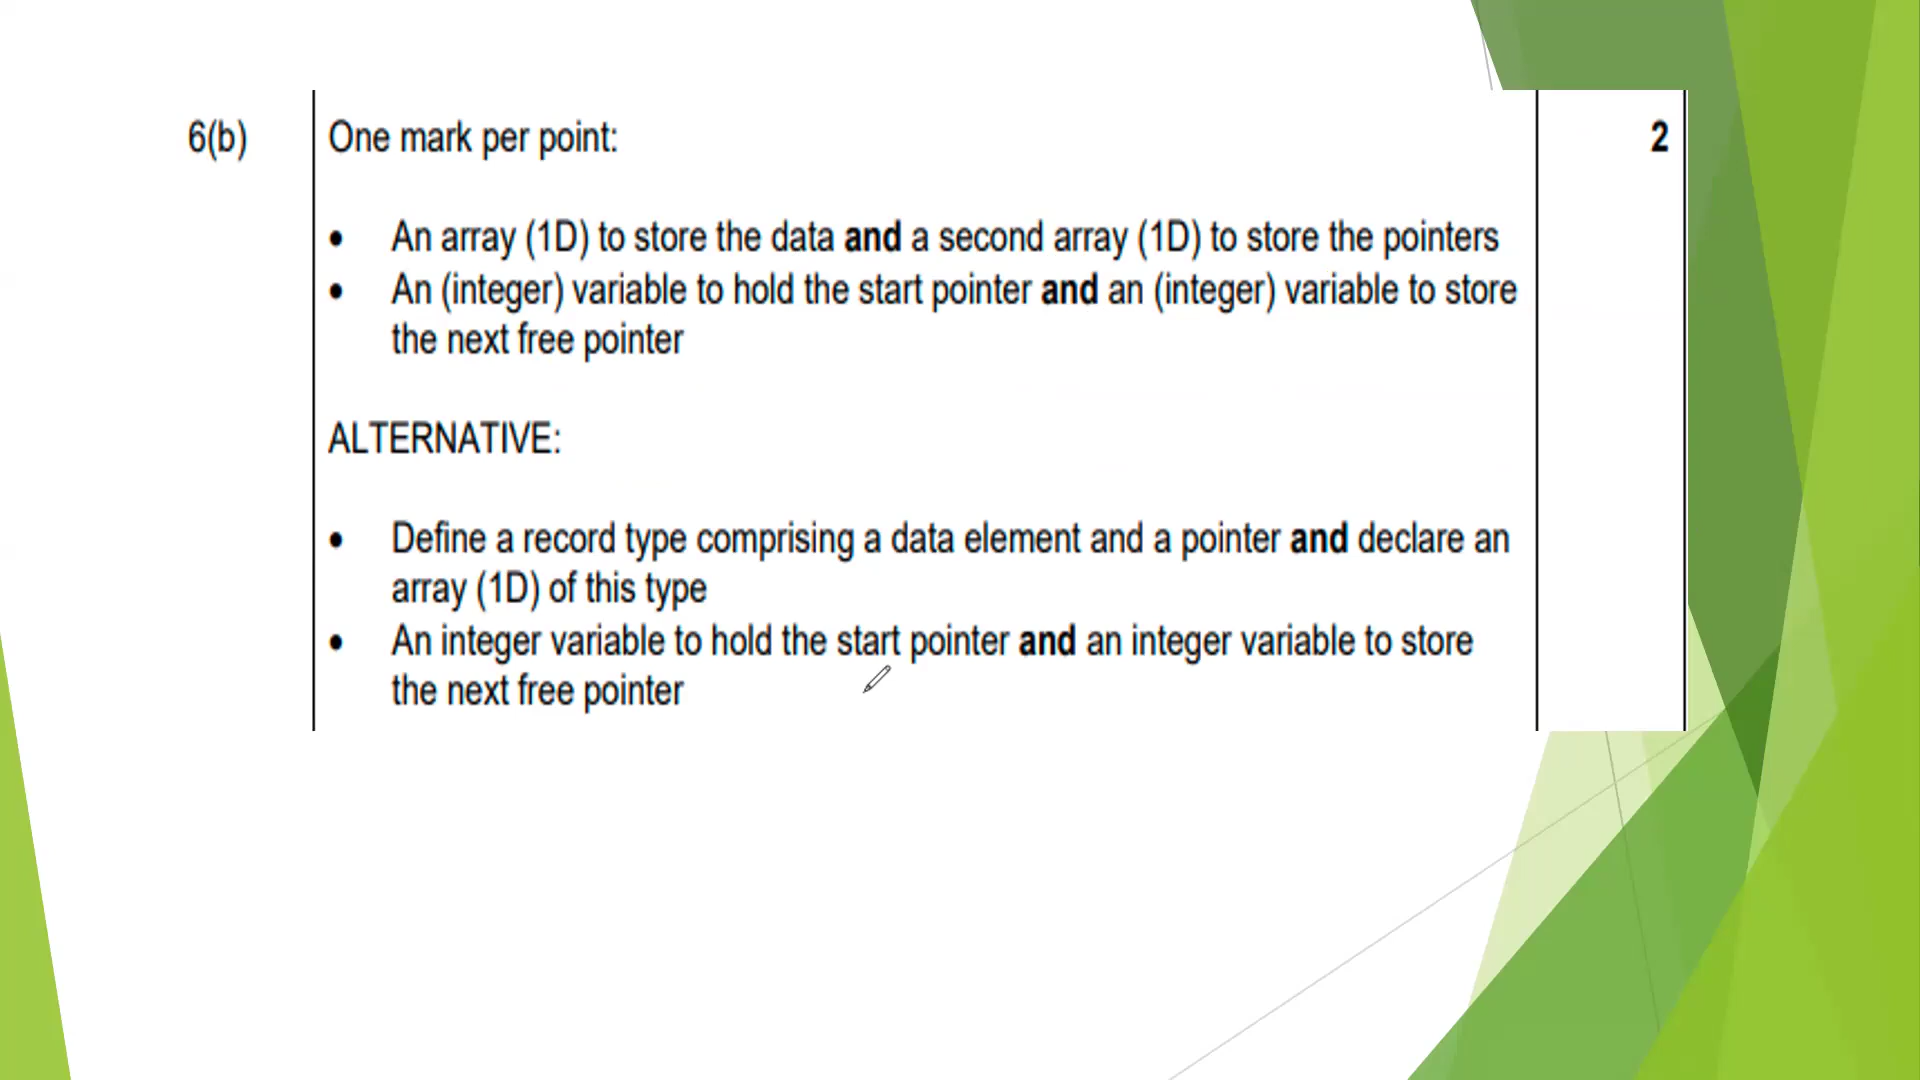 6(b) One mark per point: 2
• An array (1D) to store the data and a second array (1D) to store the pointers
• An (integer) variable to hold the start pointer and an (integer) variable to store
the next free pointer
ALTERNATIVE:
• Define a record type comprising a data element and a pointer and declare an
array (1D) of this type
• An integer variable to hold the start pointer and an integer variable to store
the next free pointer